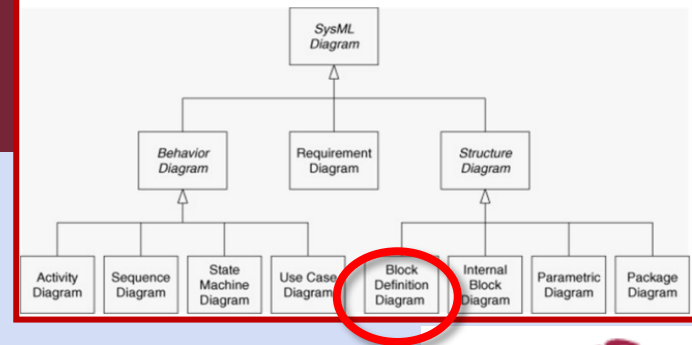 SysML
Diagram
Behavior
Diagram
Requirement
Diagram
Structure
Diagram
Activity
Diagram
Sequence
Diagram
State
Machine
Diagram
Use Case
Diagram
Block
Definition
Diagram
Internal
Block
Diagram
Parametric
Diagram
Package
Diagram